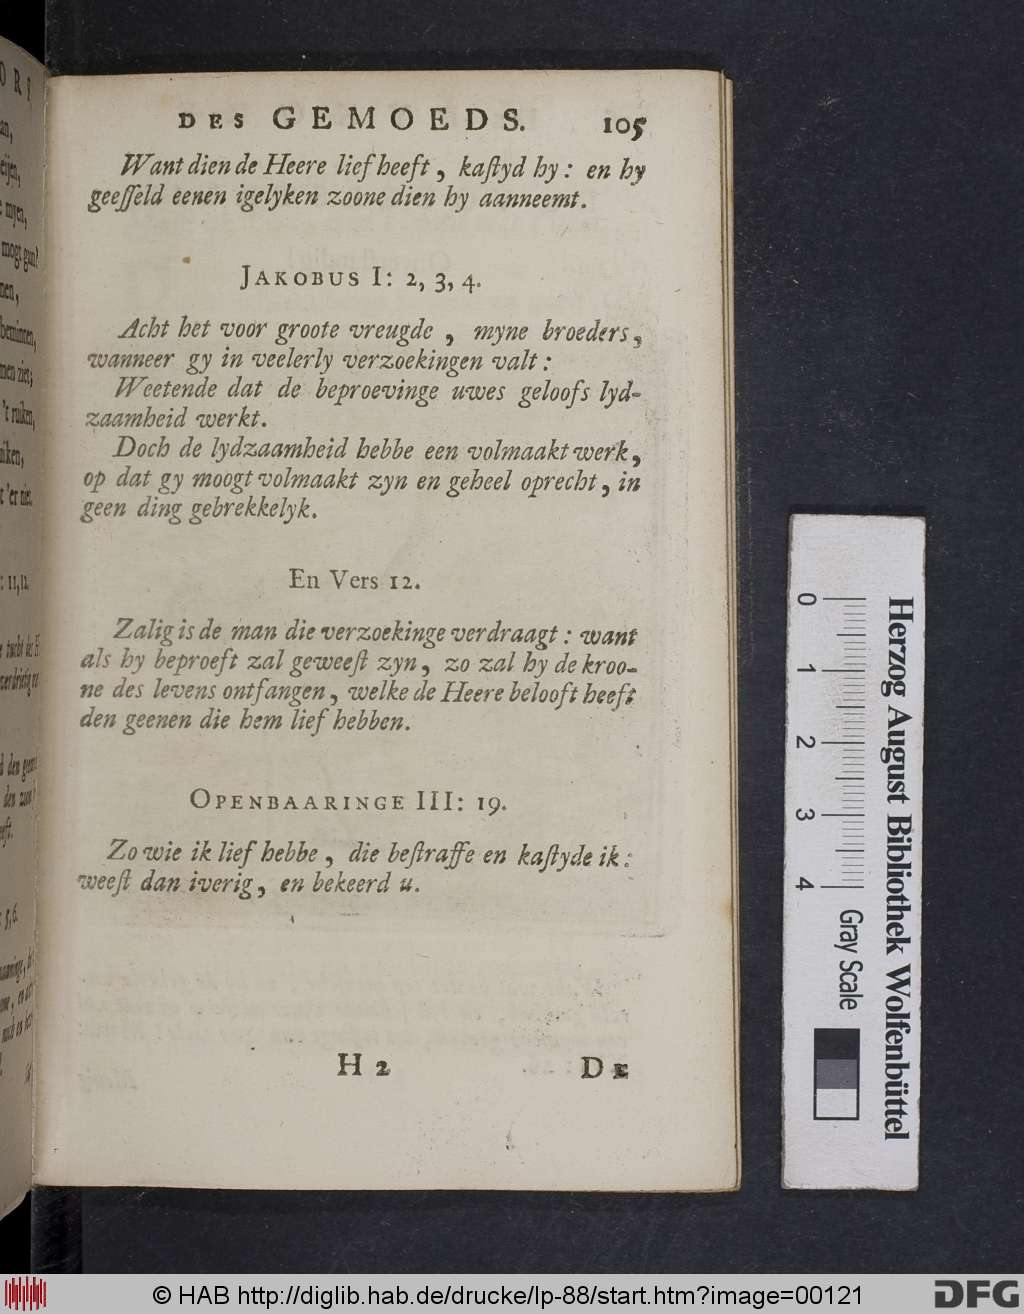 DES GEMOEDS. 105
Want dien de Heere lief heeft, kaſtyd hy: en hy
geeſſeld eenen igelyken zoone dien hy aanneemt.
JAKOBUS I: 2, 3, 4.
Acht het voor groote vreugde, myne broeders,
wanneer gy in veelerly verzoekingen valt:
Weetende dat de beproevinge uwes geloofs lyd-
zaamheid werkt.
Doch de lydzaamheid hebbe een volmaakt werk,
op dat gy moogt volmaakt zyn en geheel oprecht, in
geen ding gebrekkelyk.
En Vers 12.
Zalig is de man die verzoekinge verdraagt: want
als hy beproeft zal geweeſt zyn, zo zal hy de kroo-
ne des levens ontfangen, welke de Heere belooft heeft
den geenen die hem lief hebben.
OPENBAARINGE III: 19.
Zo wie ik lief hebbe, die beſtraffe en kaſtyde ik:
weeſt dan iverig, en bekeerd u.
H 2 DE
0 1 2 3 4
Gray Scale
Herzog August Bibliothek Wolfenbüttel
© HAB http://diglib.hab.de/drucke/lp-88/start.htm?image=00121
DFG